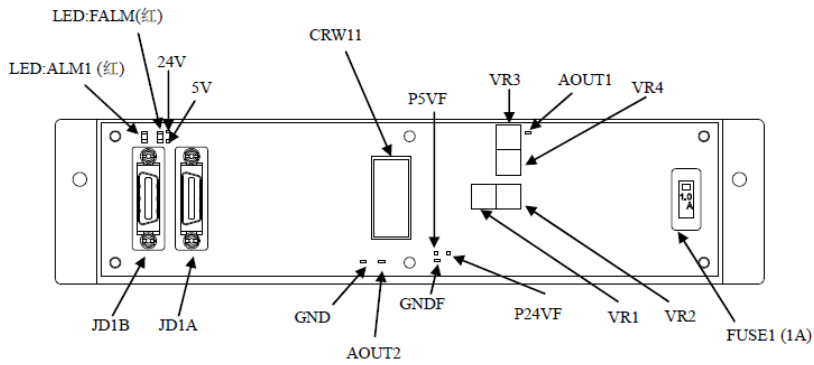 LED:FALM(红)
CRW11
24V
LED:ALM1 (红)
5V
P5VF
VR3
AOUT1
VR4
1.0
A
JD1B
JD1A
GND
AOUT2
GNDF
P24VF
VR1
VR2
FUSE1 (1A)